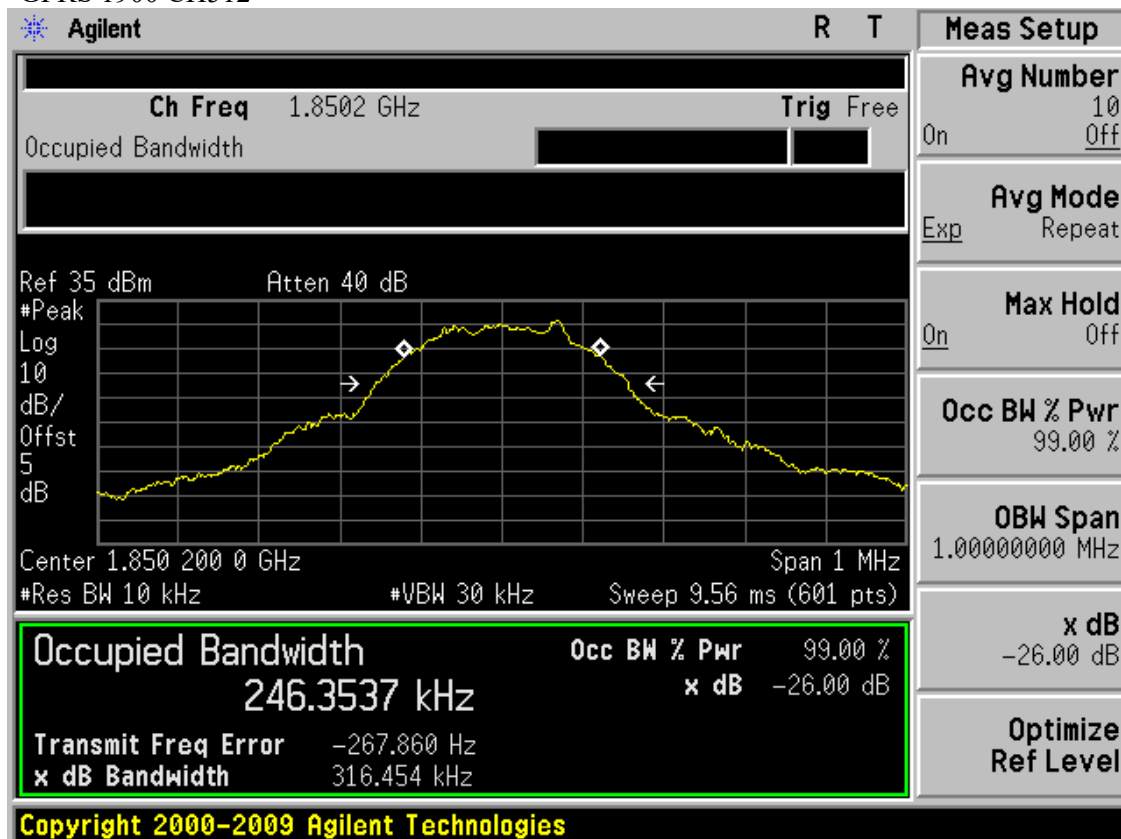 GPRS 1900 CH512
Agilent R T
Ch Freq 1.8502 GHz Trig Free
Occupied Bandwidth
Ref 35 dBm Atten 40 dB
#Peak
Log
10
dB/
Offst
5
dB
Center 1.850 200 0 GHz Span 1 MHz
#Res BW 10 kHz #VBW 30 kHz Sweep 9.56 ms (601 pts)
Occupied Bandwidth Occ BW % Pwr 99.00 %
246.3537 kHz x dB -26.00 dB
Transmit Freq Error -267.860 Hz
x dB Bandwidth 316.454 kHz
Copyright 2000-2009 Agilent Technologies
Meas Setup
Avg Number
10
On Off
Avg Mode
Exp Repeat
Max Hold
On Off
Occ BW % Pwr
99.00 %
OBW Span
1.00000000 MHz
x dB
-26.00 dB
Optimize
Ref Level